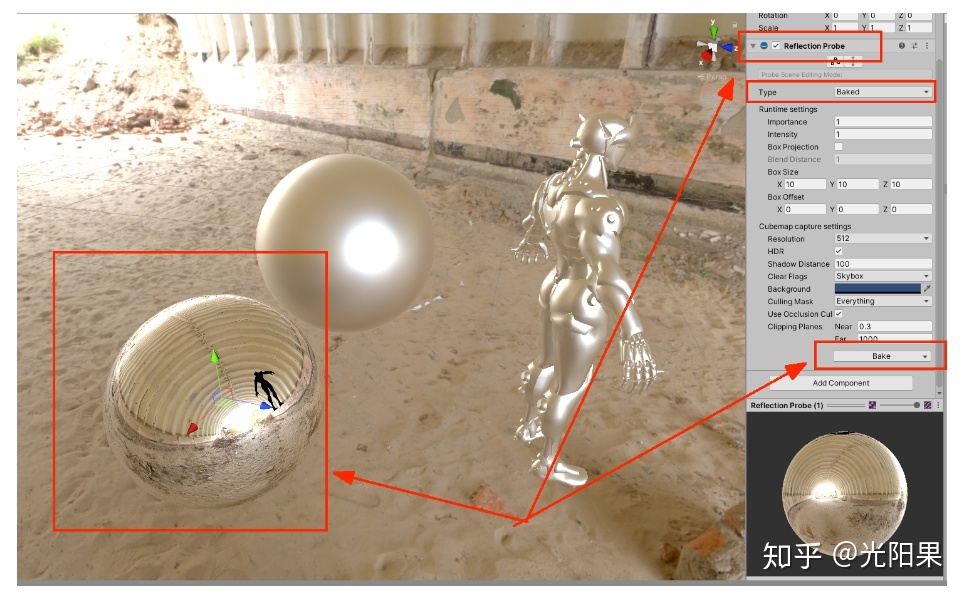 Rotation X 0 Y 0 Z 0
Scale X 1 Y 1 Z 1
y
z
x
Persp
Reflection Probe
Probe Scene Editing Mode:
Type Baked
Runtime settings
Importance 1
Intensity 1
Box Projection
Blend Distance 1
Box Size
X 10 Y 10 Z 10
Box Offset
X 0 Y 0 Z 0
Cubemap capture settings
Resolution 512
HDR
Shadow Distance 100
Clear Flags Skybox
Background
Culling Mask Everything
Use Occlusion Cul
Clipping Planes Near 0.3
Far 1000
Bake
Add Component
Reflection Probe (1)
知乎 @光阳果